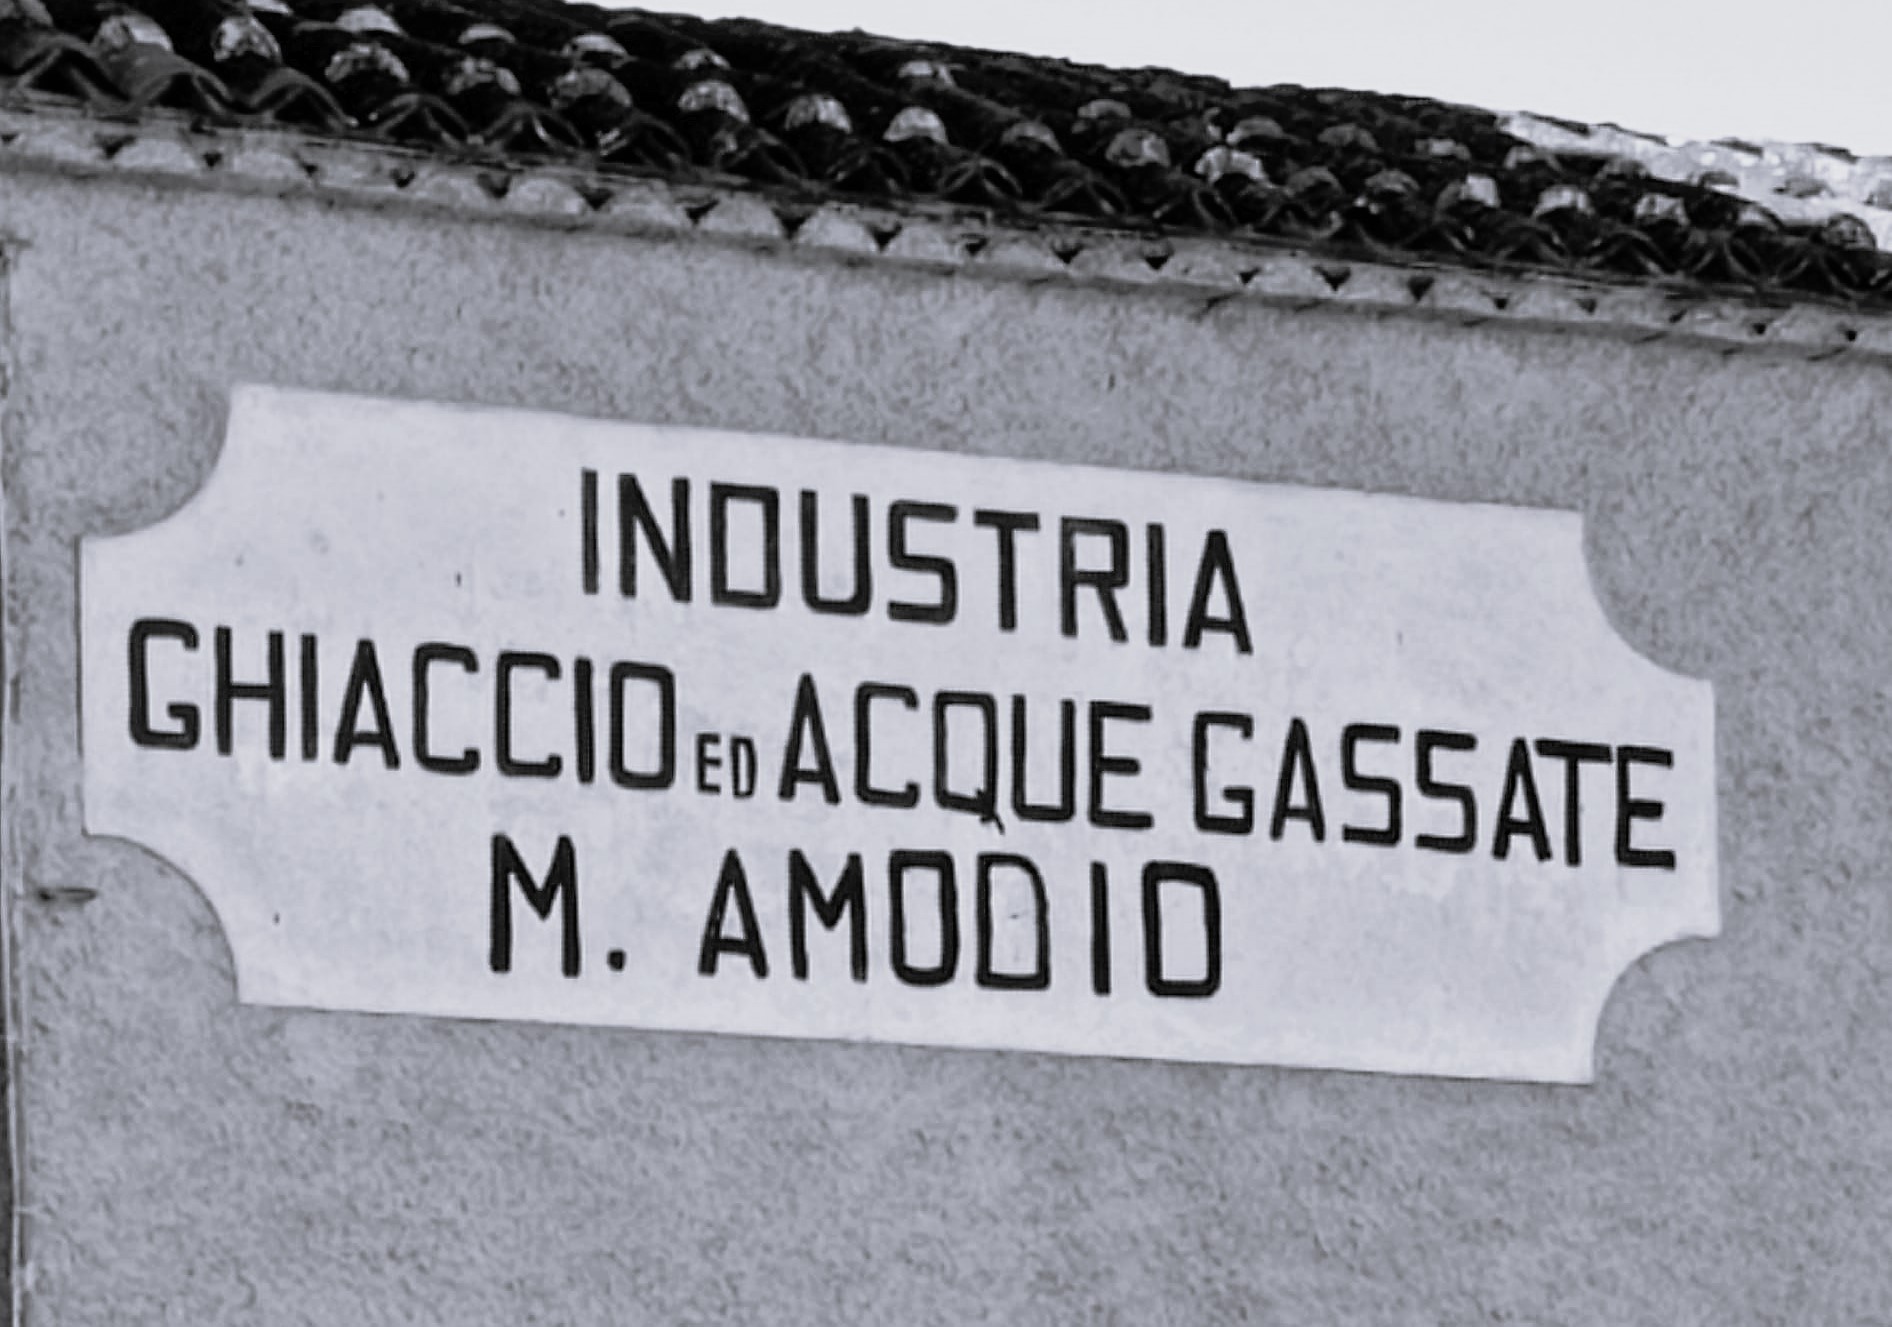 INDUSTRIA
GHIACCIO ED ACQUE GASSATE
M. AMODIO